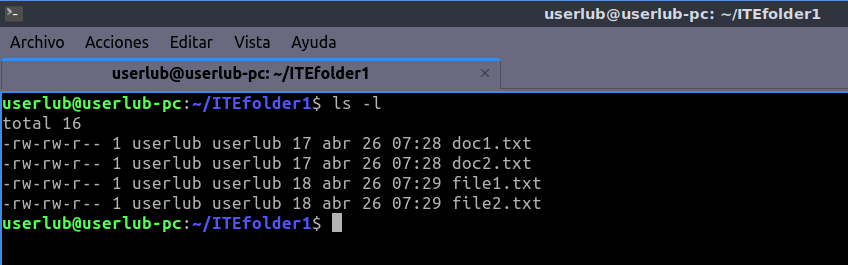 userlub@userlub-pc: ~/ITEfolder1
Archivo Acciones Editar Vista Ayuda
userlub@userlub-pc: ~/ITEfolder1 ×
userlub@userlub-pc:~/ITEfolder1$ ls -l
total 16
-rw-rw-r-- 1 userlub userlub 17 abr 26 07:28 doc1.txt
-rw-rw-r-- 1 userlub userlub 17 abr 26 07:28 doc2.txt
-rw-rw-r-- 1 userlub userlub 18 abr 26 07:29 file1.txt
-rw-rw-r-- 1 userlub userlub 18 abr 26 07:29 file2.txt
userlub@userlub-pc:~/ITEfolder1$